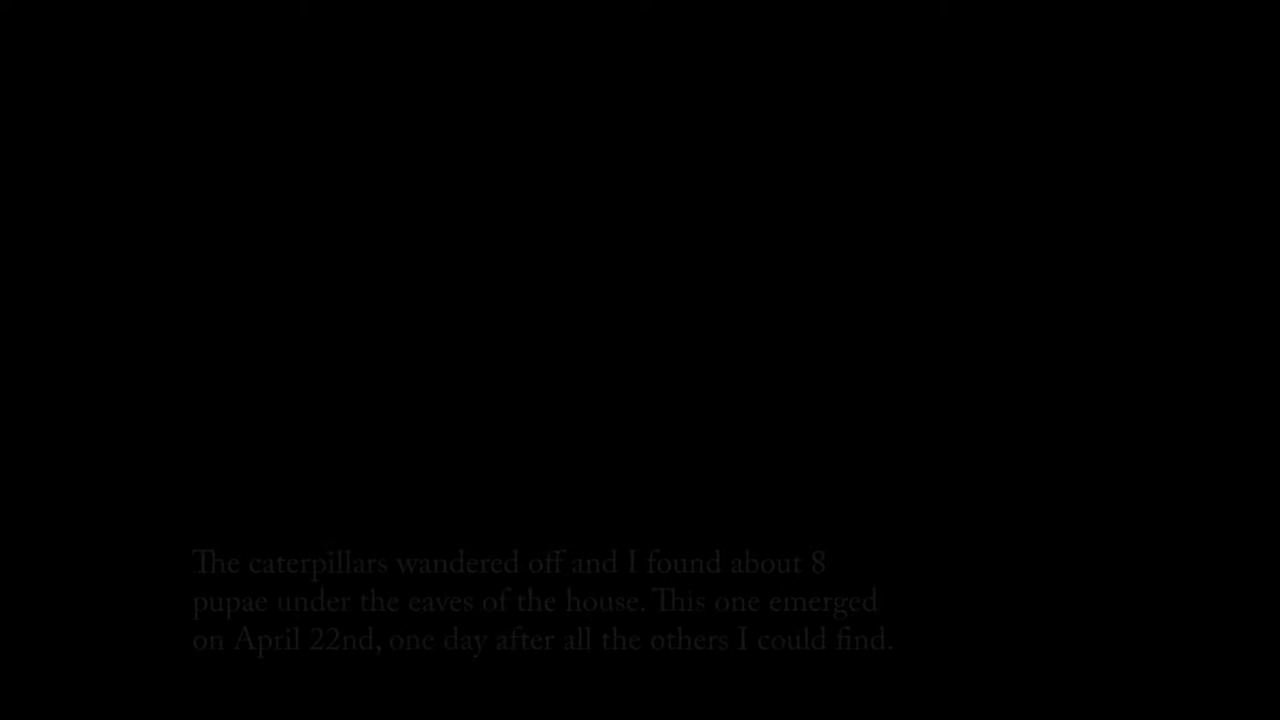 The caterpillars wandered off and I found about 8
pupae under the eaves of the house. This one emerged
on April 22nd, one day after all the others I could find.